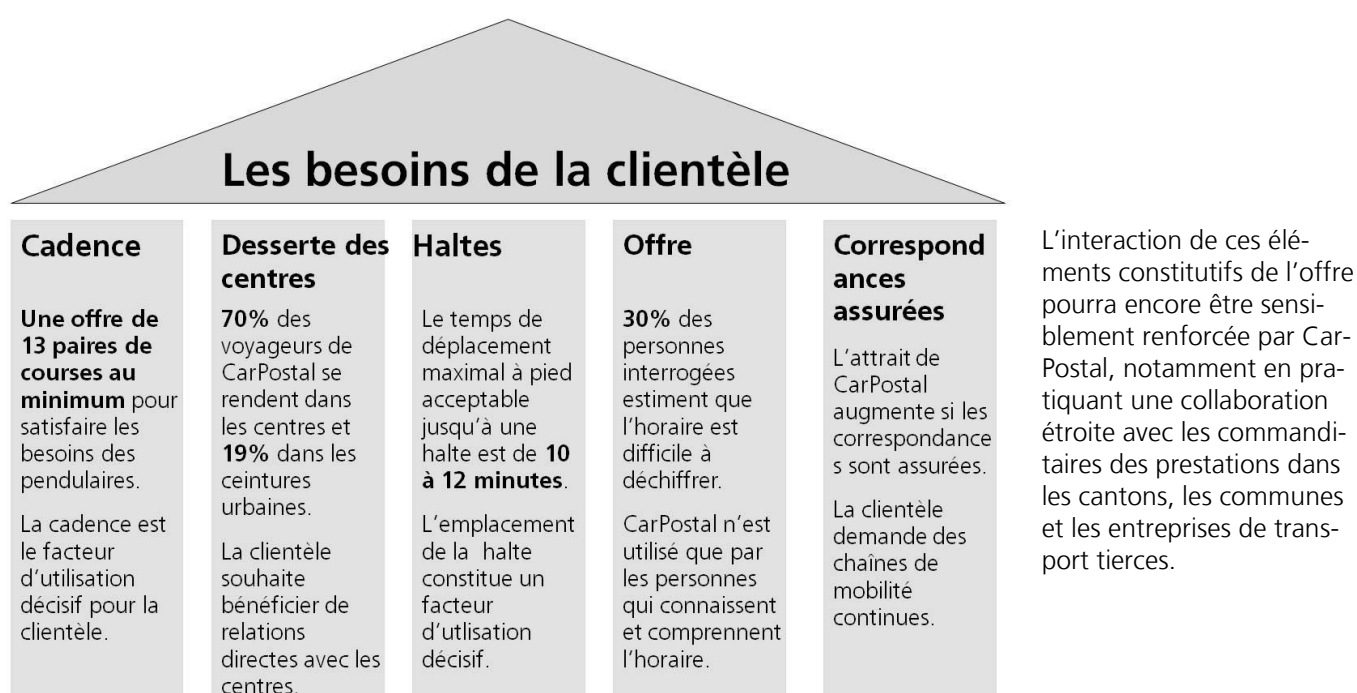 Les besoins de la clientèle
Cadence
Une offre de
13 paires de
courses au
minimum pour
satisfaire les
besoins des
pendulaires.
La cadence est
le facteur
d'utilisation
décisif pour la
clientèle.
Desserte des
centres
70% des
voyageurs de
CarPostal se
rendent dans
les centres et
19% dans les
ceintures
urbaines.
La clientèle
souhaite
bénéficier de
relations
directes avec les
centres.
Haltes
Le temps de
déplacement
maximal à pied
acceptable
jusqu'à une
halte est de 10
à 12 minutes.
L'emplacement
de la halte
constitue un
facteur
d'utlisation
décisif.
Offre
30% des
personnes
interrogées
estiment que
l'horaire est
difficile à
déchiffrer.
CarPostal n'est
utilisé que par
les personnes
qui connaissent
et comprennent
l'horaire.
Correspond
ances
assurées
L'attrait de
CarPostal
augmente si les
correspondance
s sont assurées.
La clientèle
demande des
chaînes de
mobilité
continues.
L'interaction de ces élé-
ments constitutifs de l'offre
pourra encore être sensi-
blement renforcée par Car-
Postal, notamment en pra-
tiquant une collaboration
étroite avec les commandi-
taires des prestations dans
les cantons, les communes
et les entreprises de trans-
port tierces.